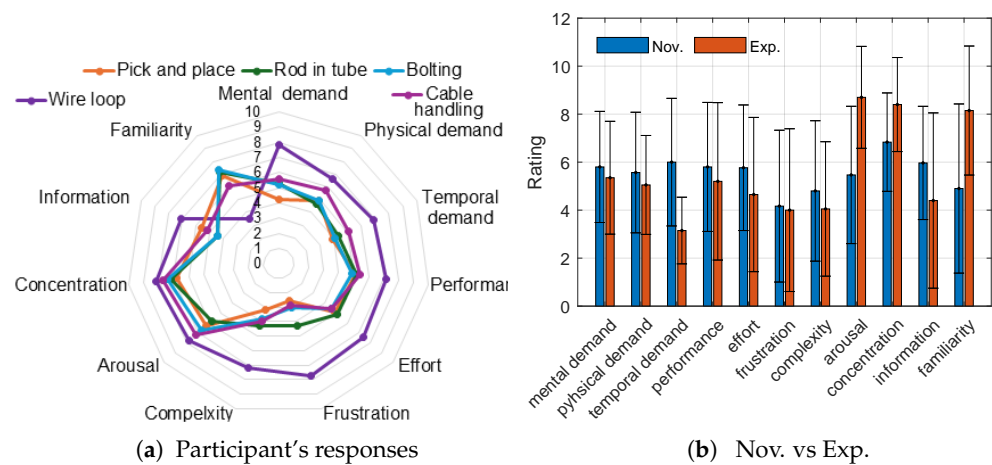 Pick and place Rod in tube Bolting
Wire loop Cable handling
Mental demand
Physical demand
Temporal demand
Performan
Effort
Frustration
Compelxity
Arousal
Concentration
Information
Familiarity
10
9
8
7
6
5
4
3
2
1
0
(a) Participant's responses
12
10
8
6
4
2
0
Rating
Nov. Exp.
mental demand
pyhsical demand
temporal demand
performance
effort
frustration
complexity
arousal
concentration
information
familiarity
(b) Nov. vs Exp.